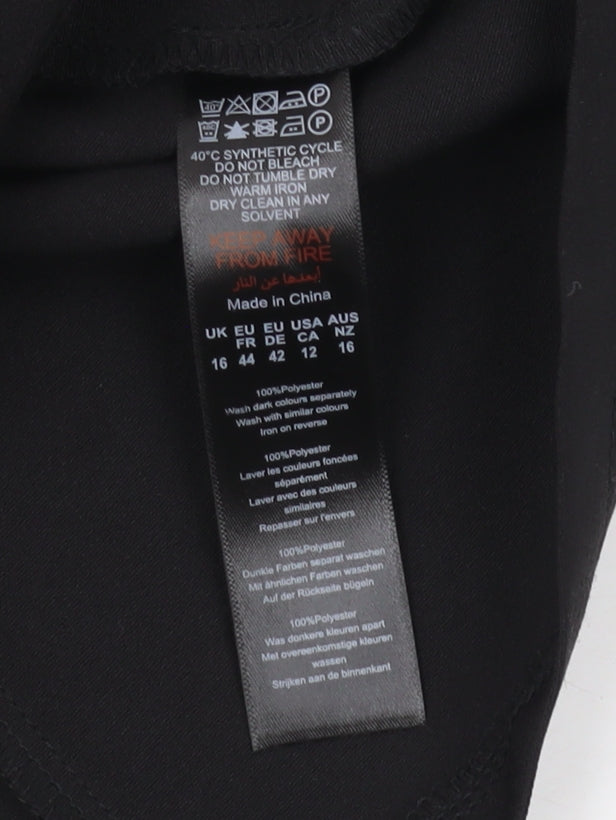 40°C SYNTHETIC CYCLE
DO NOT BLEACH
DO NOT TUMBLE DRY
WARM IRON
DRY CLEAN IN ANY
SOLVENT
KEEP AWAY
FROM FIRE
إبعدها عن النار
Made in China
UK EU FR EU DE USA CA AUS NZ
16 44 42 12 16
100%Polyester
Wash dark colours separately
Wash with similar colours
Iron on reverse
100%Polyester
Laver les couleurs foncées
séparément
Laver avec des couleurs
similaires
Repasser sur l'envers
100%Polyester
Dunkle Farben separat waschen
Mit ähnlichen Farben waschen
Auf der Rückseite bügeln
100%Polyester
Was donkere kleuren apart
Met overeenkomstige kleuren
wassen
Strijken aan de binnenkant